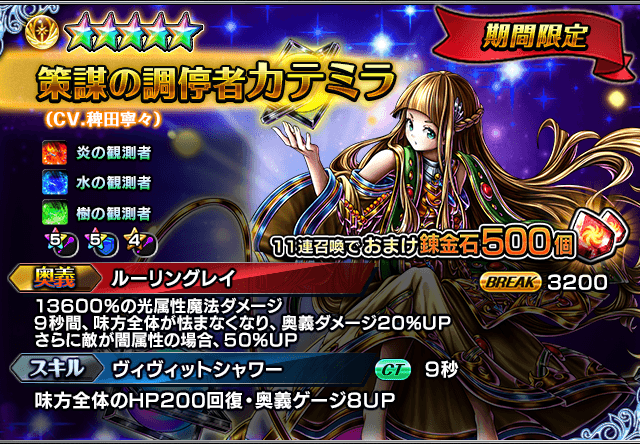 期間限定
策謀の調停者カテミラ
(CV.稗田寧々)
炎の観測者
水の観測者
樹の観測者
5 5 4
11連召喚でおまけ錬金石500個
奥義 ルーリングレイ BREAK 3200
13600%の光属性魔法ダメージ
9秒間、味方全体が怯まなくなり、奥義ダメージ20%UP
さらに敵が闇属性の場合、50%UP
スキル ヴィヴィットシャワー CT 9秒
味方全体のHP200回復・奥義ゲージ8UP